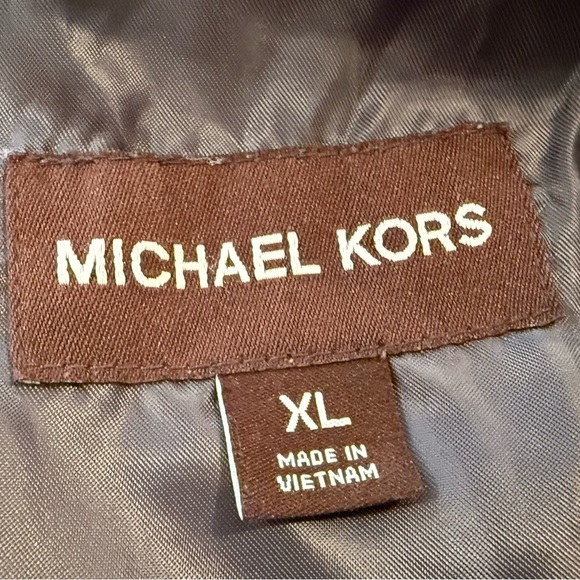 MICHAEL KORS
XL
MADE IN
VIETNAM